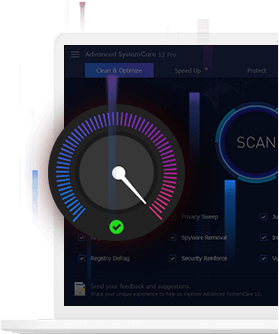 Advanced SystemCare 12 Pro
Clean & Optimize Speed Up Protect
SCAN
Privacy Sweep
Spyware Removal
Registry Defrag Security Reinforce
Send your feedback and suggestions.
Share your unique experience to help us improve Advanced SystemCare 12.